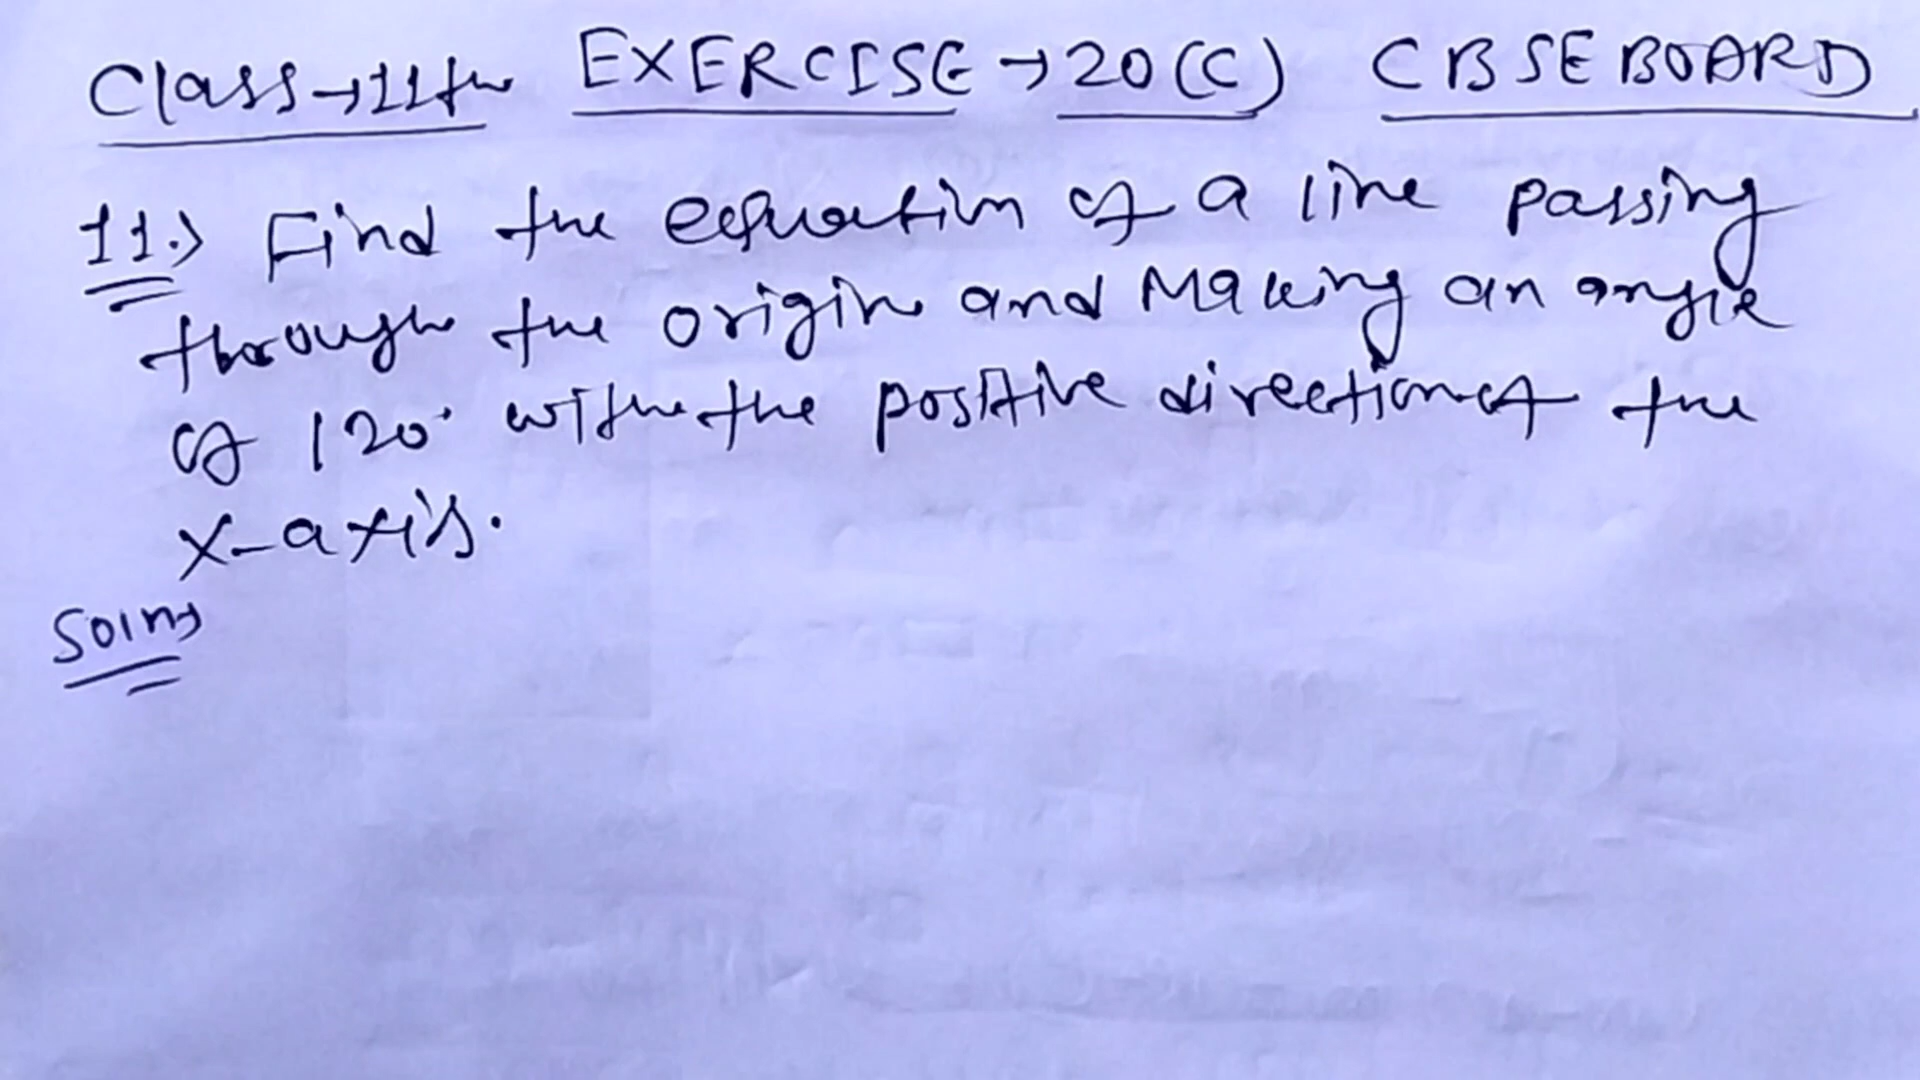 Class→11th EXERCISE→20(C) CBSE BOARD
11.> Find the equation of a line passing
through the origin and Making an angle
of 120° with the positive direction of the
x-axis.
Soln>